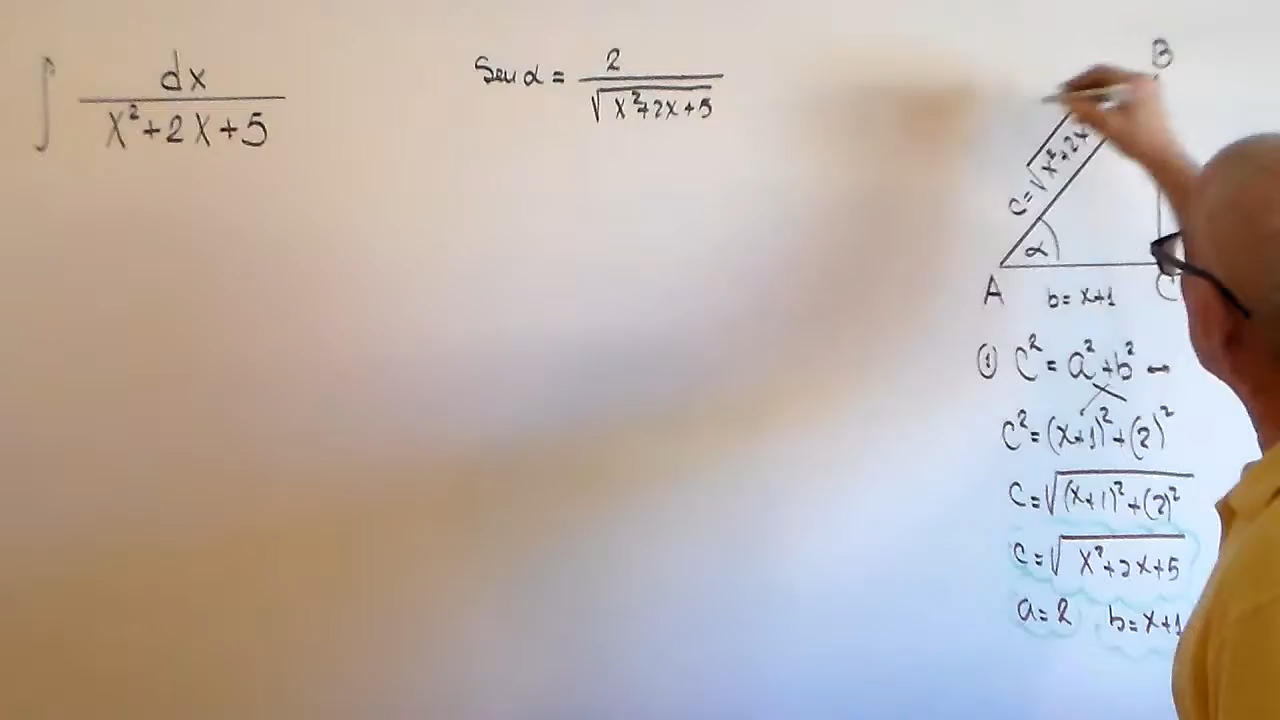 ∫ dx / x²+2x+5
Sen α = 2 / √x²+2x+5
B
c=√x²+2x
α
A
C
b=x+1
① C²=a²+b²
C²=(x+1)²+(2)²
C=√(x+1)²+(2)²
C=√x²+2x+5
a=2 b=x+1